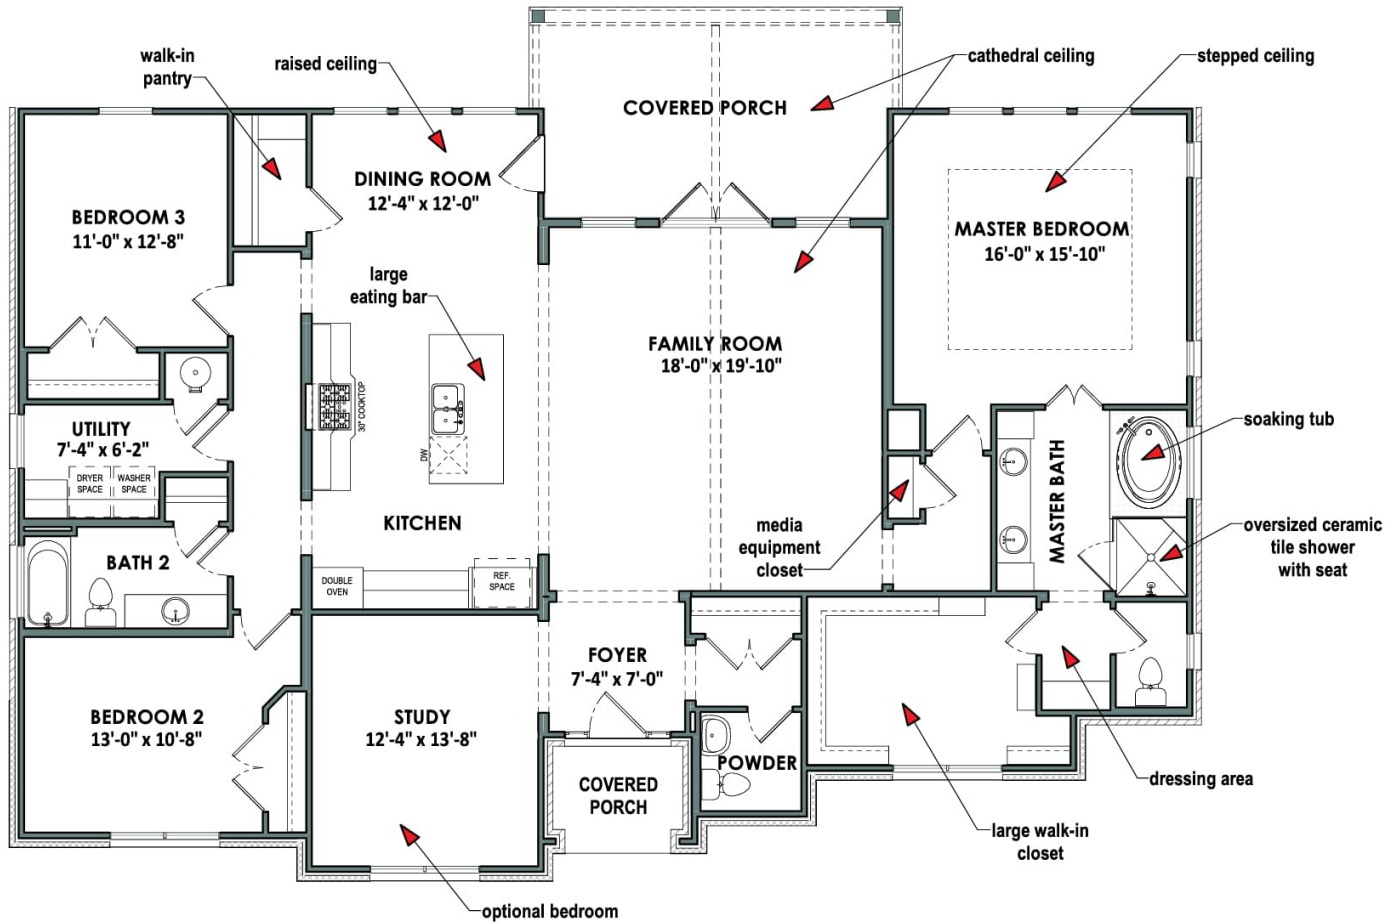 walk-in
pantry
raised ceiling
cathedral ceiling
stepped ceiling
COVERED PORCH
DINING ROOM
12'-4" x 12'-0"
BEDROOM 3
11'-0" x 12'-8"
MASTER BEDROOM
16'-0" x 15'-10"
large
eating bar
FAMILY ROOM
18'-0" x 19'-10"
30" COOKTOP
UTILITY
7'-4" x 6'-2"
DRYER
SPACE
WASHER
SPACE
DW
soaking tub
MASTER BATH
KITCHEN
media
equipment
closet
oversized ceramic
tile shower
with seat
BATH 2
DOUBLE
OVEN
REF.
SPACE
FOYER
7'-4" x 7'-0"
BEDROOM 2
13'-0" x 10'-8"
STUDY
12'-4" x 13'-8"
POWDER
COVERED
PORCH
dressing area
large walk-in
closet
optional bedroom